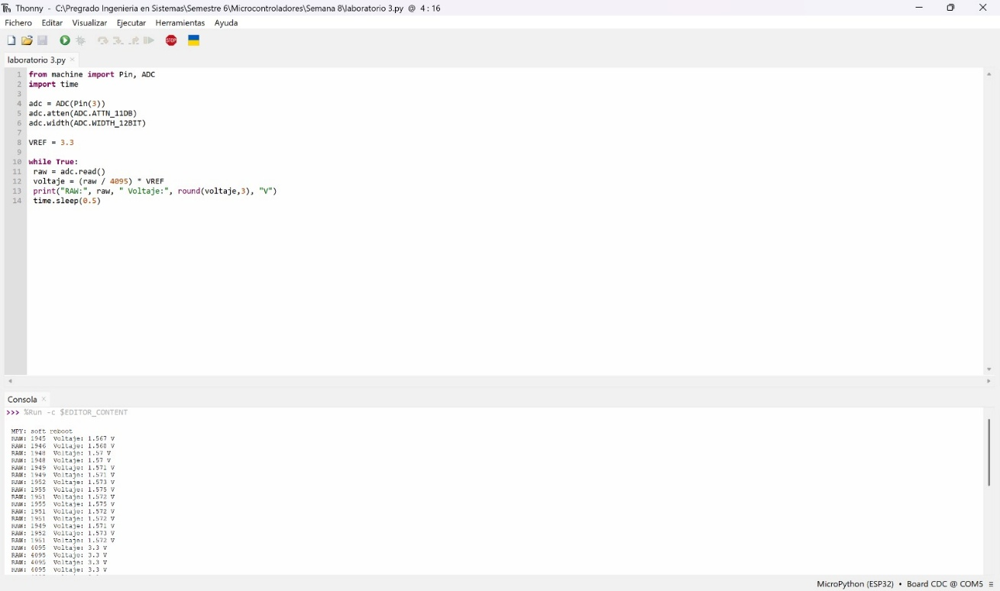 Thonny - C:\Pregrado Ingenieria en Sistemas\Semestre 6\Microcontroladores\Semana 8\laboratorio 3.py @ 4 : 16
Fichero Editar Visualizar Ejecutar Herramientas Ayuda
STOP
laboratorio 3.py ×
1 from machine import Pin, ADC
2 import time
3
4 adc = ADC(Pin(3))
5 adc.atten(ADC.ATTN_11DB)
6 adc.width(ADC.WIDTH_12BIT)
7
8 VREF = 3.3
9
10 while True:
11 raw = adc.read()
12 voltaje = (raw / 4095) * VREF
13 print("RAW:", raw, " Voltaje:", round(voltaje,3), "V")
14 time.sleep(0.5)
Consola ×
>>> %Run -c $EDITOR_CONTENT
MPY: soft reboot
RAW: 1945 Voltaje: 1.567 V
RAW: 1946 Voltaje: 1.568 V
RAW: 1948 Voltaje: 1.57 V
RAW: 1948 Voltaje: 1.57 V
RAW: 1949 Voltaje: 1.571 V
RAW: 1949 Voltaje: 1.571 V
RAW: 1952 Voltaje: 1.573 V
RAW: 1955 Voltaje: 1.575 V
RAW: 1951 Voltaje: 1.572 V
RAW: 1955 Voltaje: 1.575 V
RAW: 1951 Voltaje: 1.572 V
RAW: 1951 Voltaje: 1.572 V
RAW: 1949 Voltaje: 1.571 V
RAW: 1952 Voltaje: 1.573 V
RAW: 1951 Voltaje: 1.572 V
RAW: 4095 Voltaje: 3.3 V
RAW: 4095 Voltaje: 3.3 V
RAW: 4095 Voltaje: 3.3 V
RAW: 4095 Voltaje: 3.3 V
MicroPython (ESP32) • Board CDC @ COM5 ≡